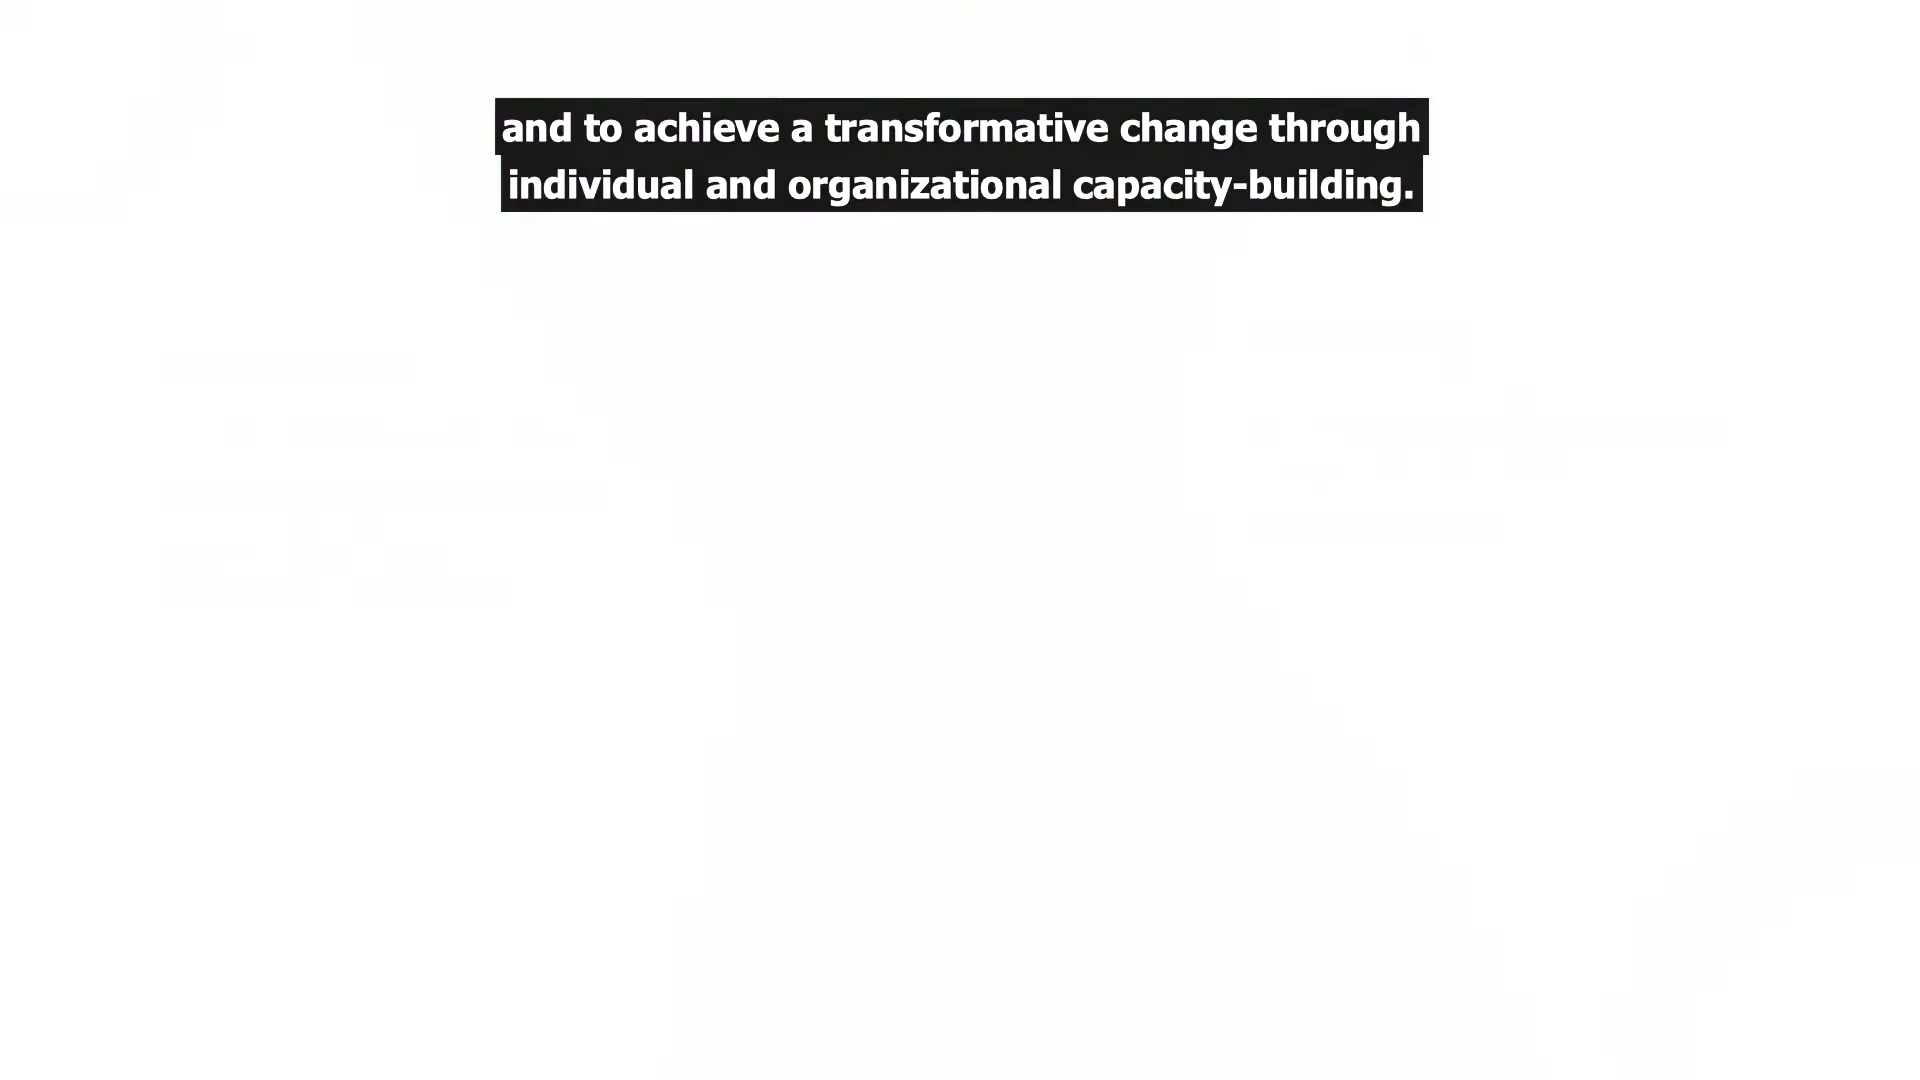 and to achieve a transformative change through
individual and organizational capacity-building.